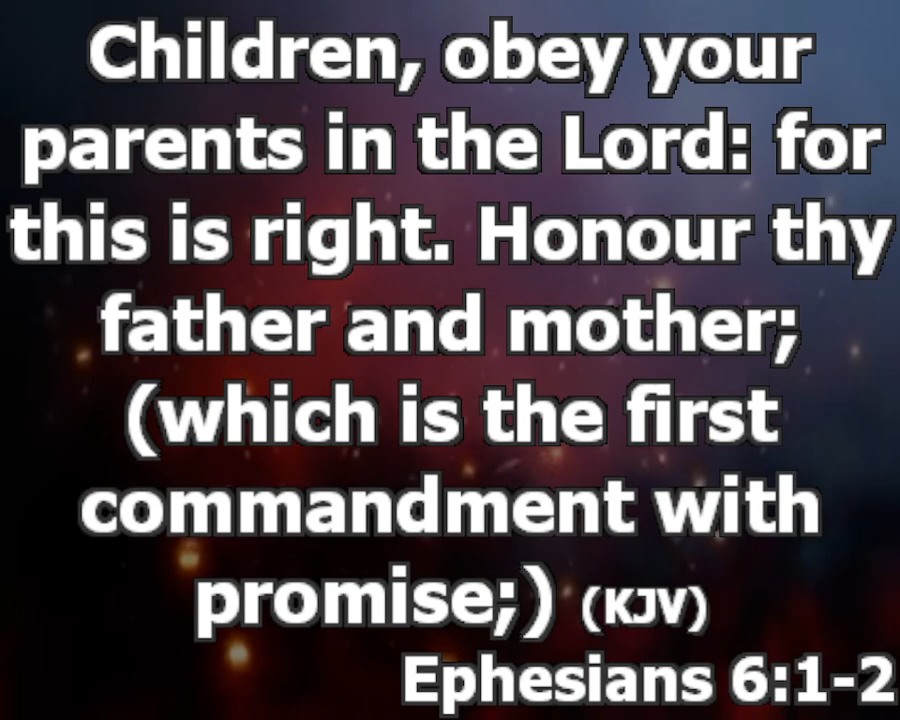 Children, obey your
parents in the Lord: for
this is right. Honour thy
father and mother;
(which is the first
commandment with
promise;) (KJV)
Ephesians 6:1-2